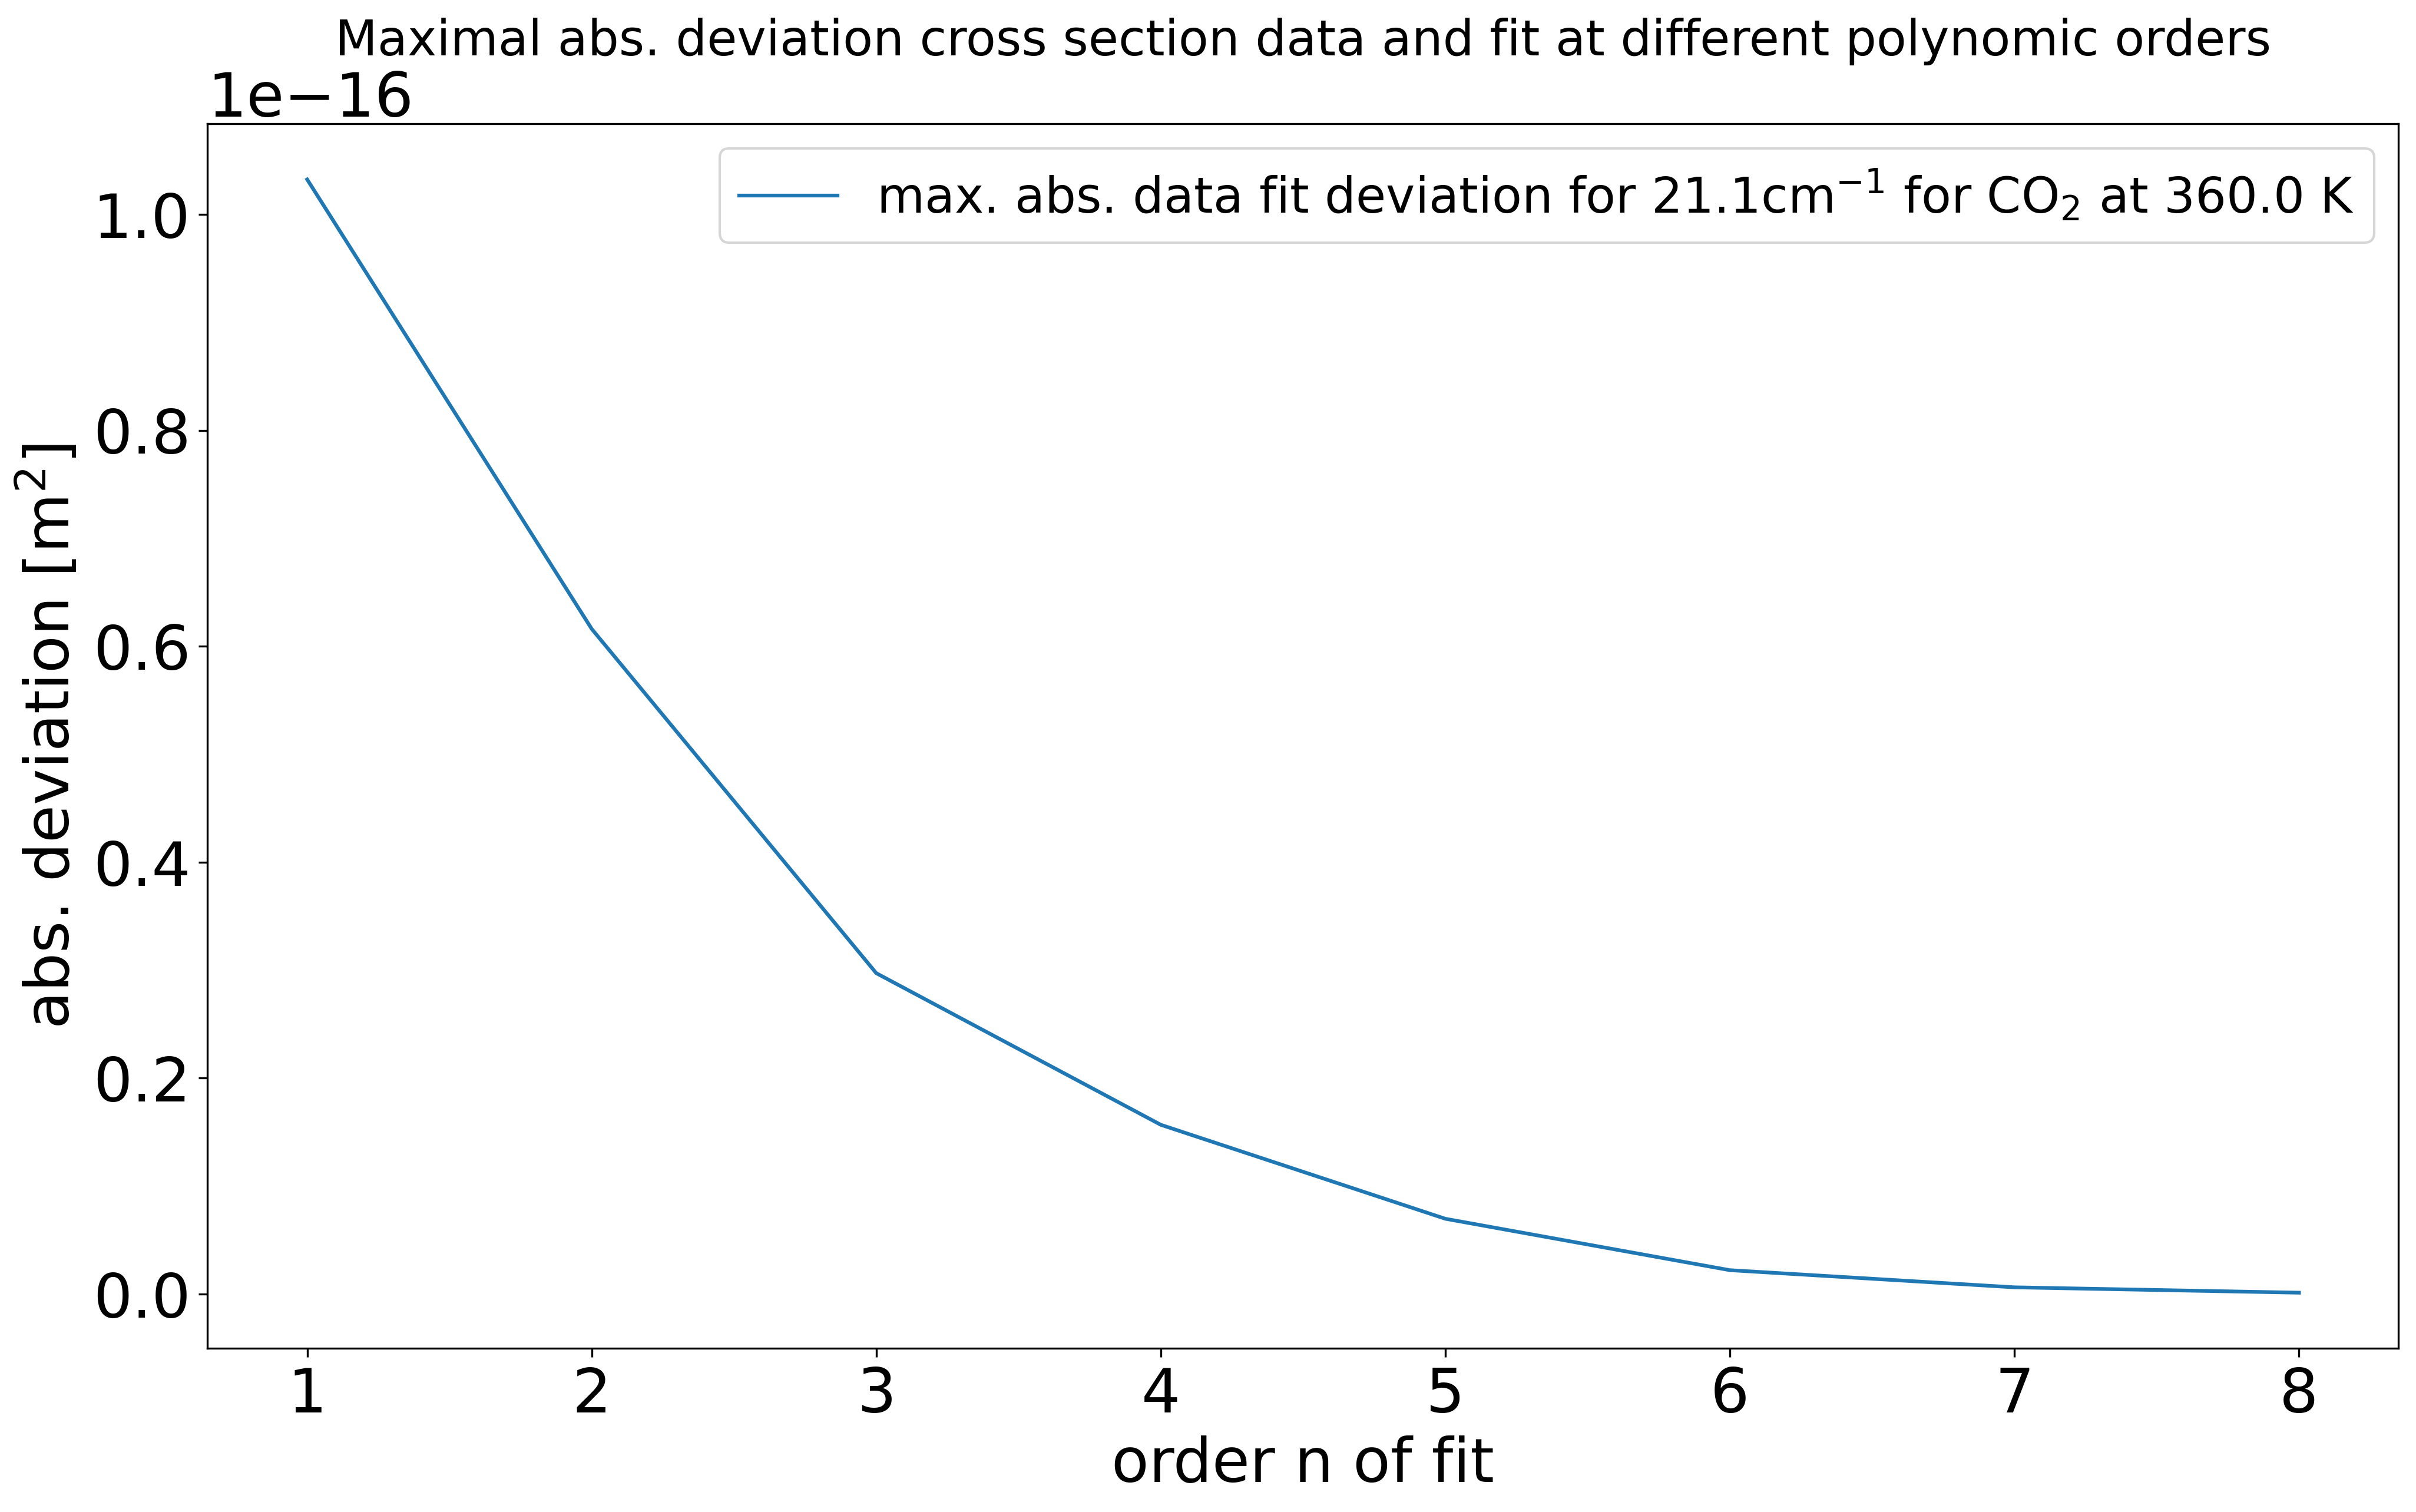 Maximal abs. deviation cross section data and fit at different polynomic orders
1e−16
max. abs. data fit deviation for 21.1cm⁻¹ for CO₂ at 360.0 K
abs. deviation [m²]
1.0
0.8
0.6
0.4
0.2
0.0
1 2 3 4 5 6 7 8
order n of fit